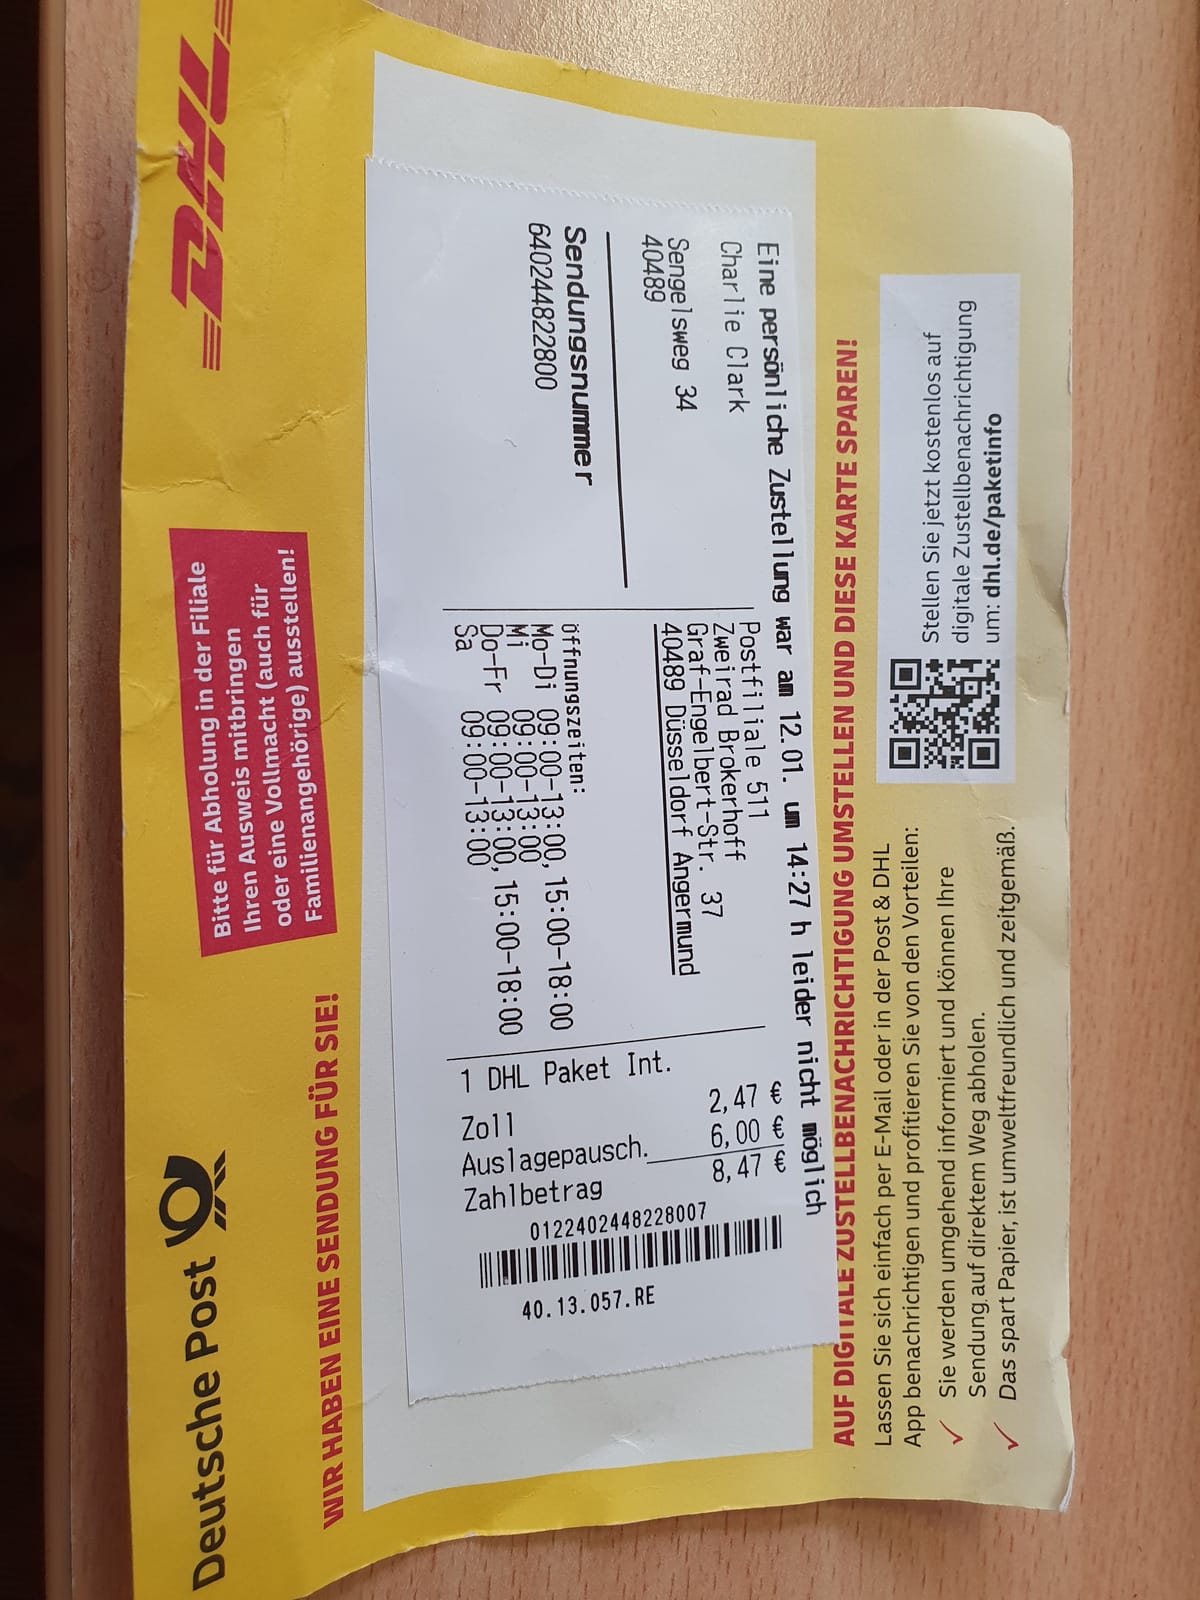 Deutsche Post
DHL
WIR HABEN EINE SENDUNG FÜR SIE!
Bitte für Abholung in der Filiale
Ihren Ausweis mitbringen
oder eine Vollmacht (auch für
Familienangehörige) ausstellen!
Eine persönliche Zustellung war am 12.01. um 14:27 h leider nicht möglich
Charlie Clark
Sengelsweg 34
40489
Sendungsnummer
640244822800
Postfiliale 511
Zweirad Brokerhoff
Graf-Engelbert-Str. 37
40489 Düsseldorf Angermund
öffnungszeiten:
Mo-Di 09:00-13:00, 15:00-18:00
Mi 09:00-13:00
Do-Fr 09:00-13:00, 15:00-18:00
Sa 09:00-13:00
1 DHL Paket Int.
Zoll 2,47 €
Auslagepausch. 6,00 €
Zahlbetrag 8,47 €
0122402448228007
40.13.057.RE
AUF DIGITALE ZUSTELLBENACHRICHTIGUNG UMSTELLEN UND DIESE KARTE SPAREN!
Lassen Sie sich einfach per E-Mail oder in der Post & DHL
App benachrichtigen und profitieren Sie von den Vorteilen:
✓ Sie werden umgehend informiert und können Ihre
Sendung auf direktem Weg abholen.
✓ Das spart Papier, ist umweltfreundlich und zeitgemäß.
Stellen Sie jetzt kostenlos auf
digitale Zustellbenachrichtigung
um: dhl.de/paketinfo